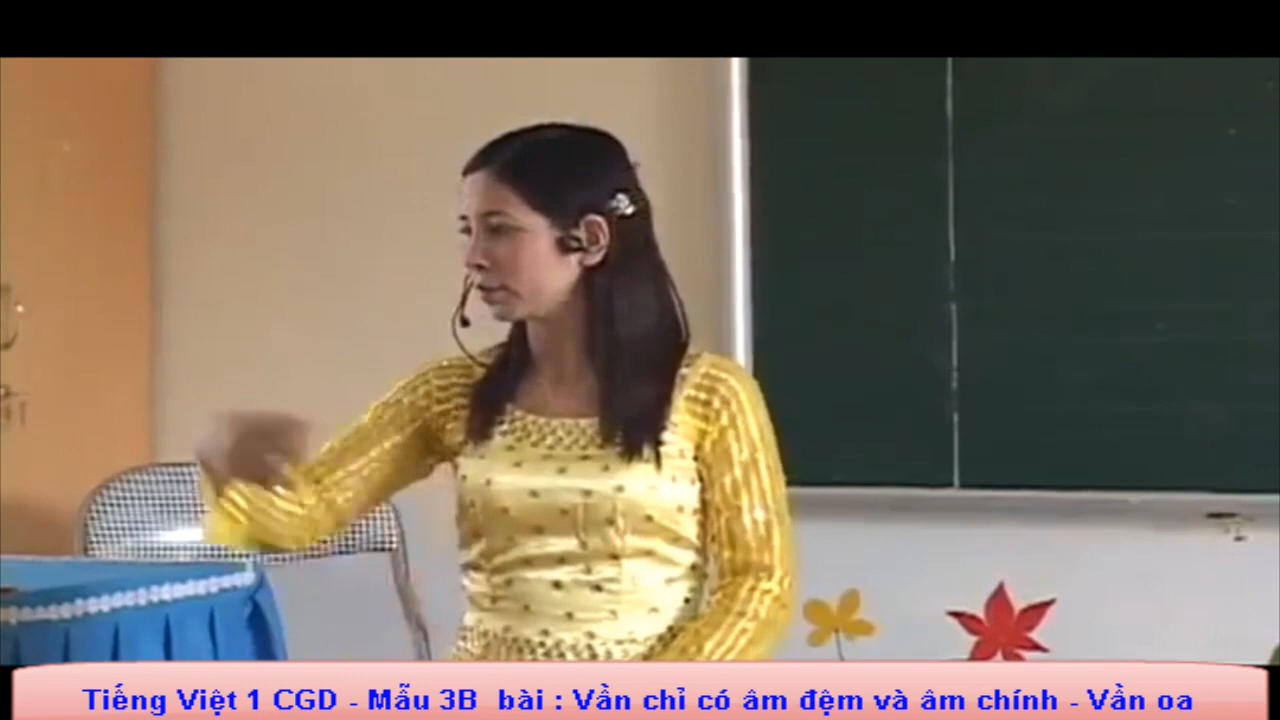 Tiếng Việt 1 CGD - Mẫu 3B bài : Vần chỉ có âm đệm và âm chính - Vần oa